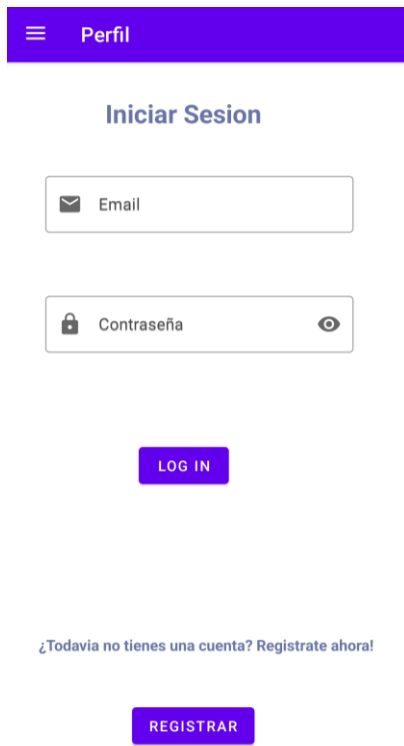 Perfil
Iniciar Sesion
Email
Contraseña
LOG IN
¿Todavia no tienes una cuenta? Registrate ahora!
REGISTRAR